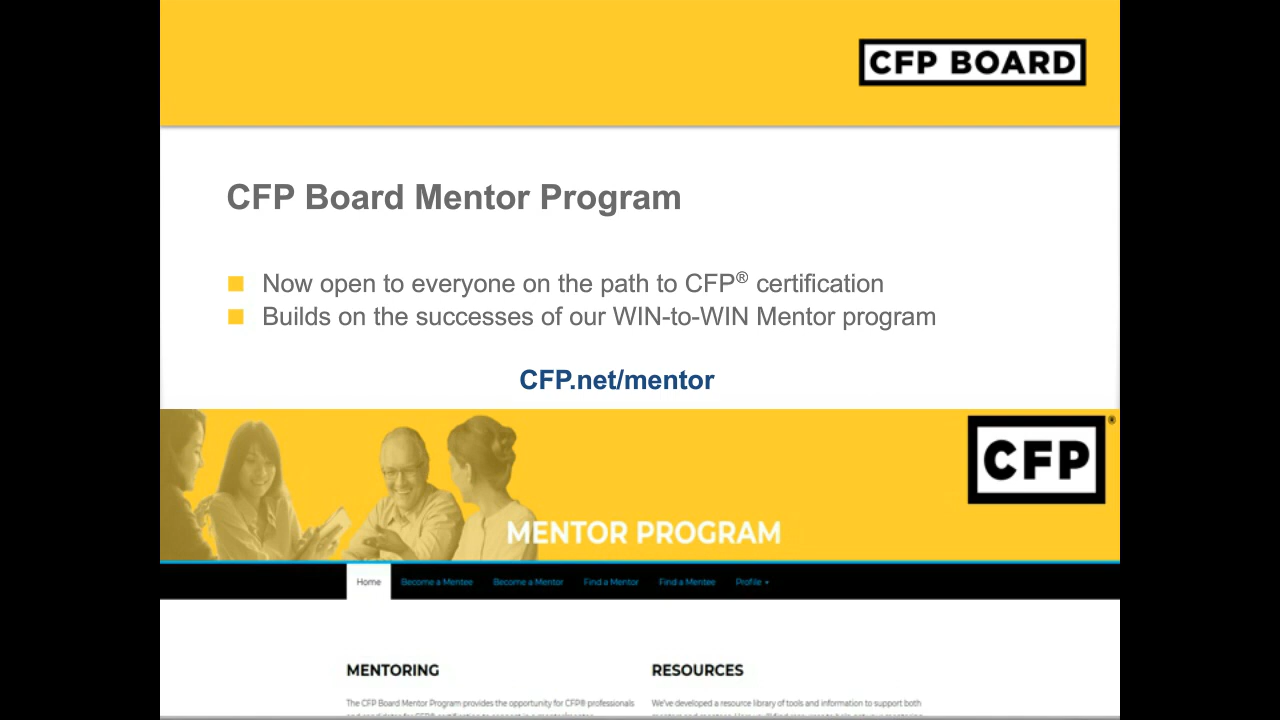 CFP BOARD
CFP Board Mentor Program
Now open to everyone on the path to CFP® certification
Builds on the successes of our WIN-to-WIN Mentor program
CFP.net/mentor
CFP®
MENTOR PROGRAM
Home Become a Mentee Become a Mentor Find a Mentor Find a Mentee Profile
MENTORING RESOURCES
The CFP Board Mentor Program provides the opportunity for CFP® professionals
We've developed a resource library of tools and information to support both